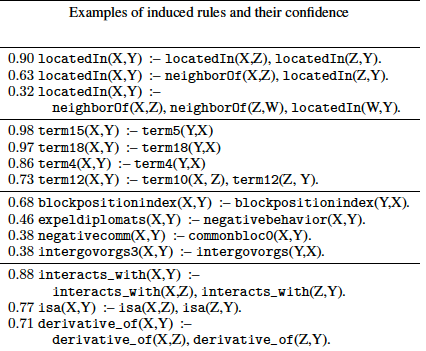 Examples of induced rules and their confidence
0.90 locatedIn(X,Y) :– locatedIn(X,Z), locatedIn(Z,Y).
0.63 locatedIn(X,Y) :– neighborOf(X,Z), locatedIn(Z,Y).
0.32 locatedIn(X,Y) :–
neighborOf(X,Z), neighborOf(Z,W), locatedIn(W,Y).
0.98 term15(X,Y) :– term5(Y,X)
0.97 term18(X,Y) :– term18(Y,X)
0.86 term4(X,Y) :– term4(Y,X)
0.73 term12(X,Y) :– term10(X, Z), term12(Z, Y).
0.68 blockpositionindex(X,Y) :– blockpositionindex(Y,X).
0.46 expeldiplomats(X,Y) :– negativebehavior(X,Y).
0.38 negativecomm(X,Y) :– commonbloc0(X,Y).
0.38 intergovorgs3(X,Y) :– intergovorgs(Y,X).
0.88 interacts_with(X,Y) :–
interacts_with(X,Z), interacts_with(Z,Y).
0.77 isa(X,Y) :– isa(X,Z), isa(Z,Y).
0.71 derivative_of(X,Y) :–
derivative_of(X,Z), derivative_of(Z,Y).